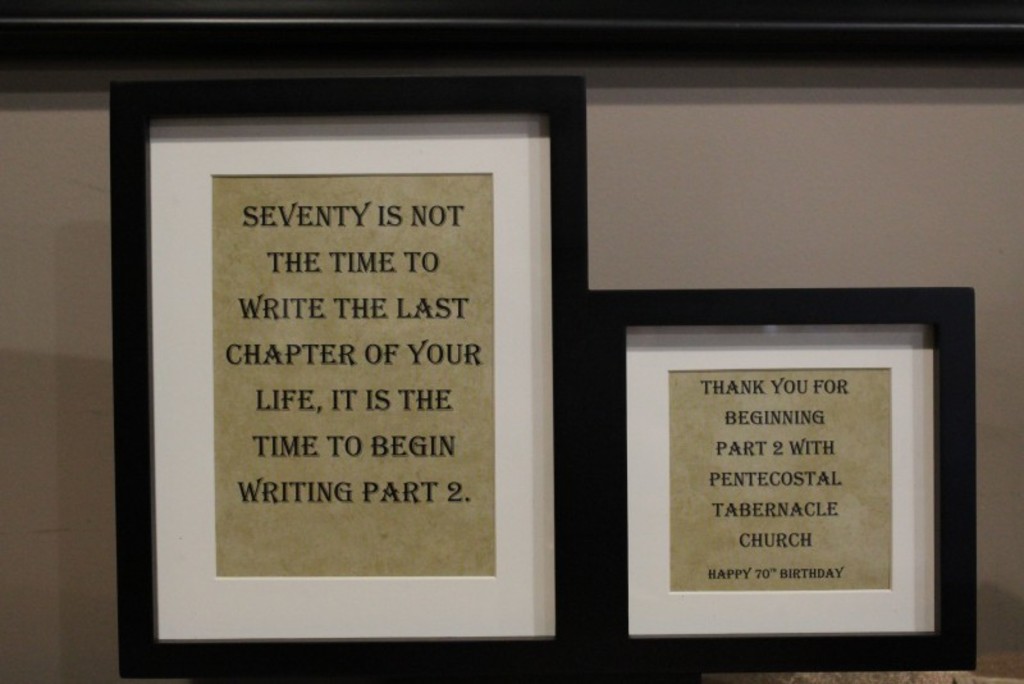 SEVENTY IS NOT
THE TIME TO
WRITE THE LAST
CHAPTER OF YOUR
LIFE, IT IS THE
TIME TO BEGIN
WRITING PART 2.
THANK YOU FOR
BEGINNING
PART 2 WITH
PENTECOSTAL
TABERNACLE
CHURCH
HAPPY 70TH BIRTHDAY